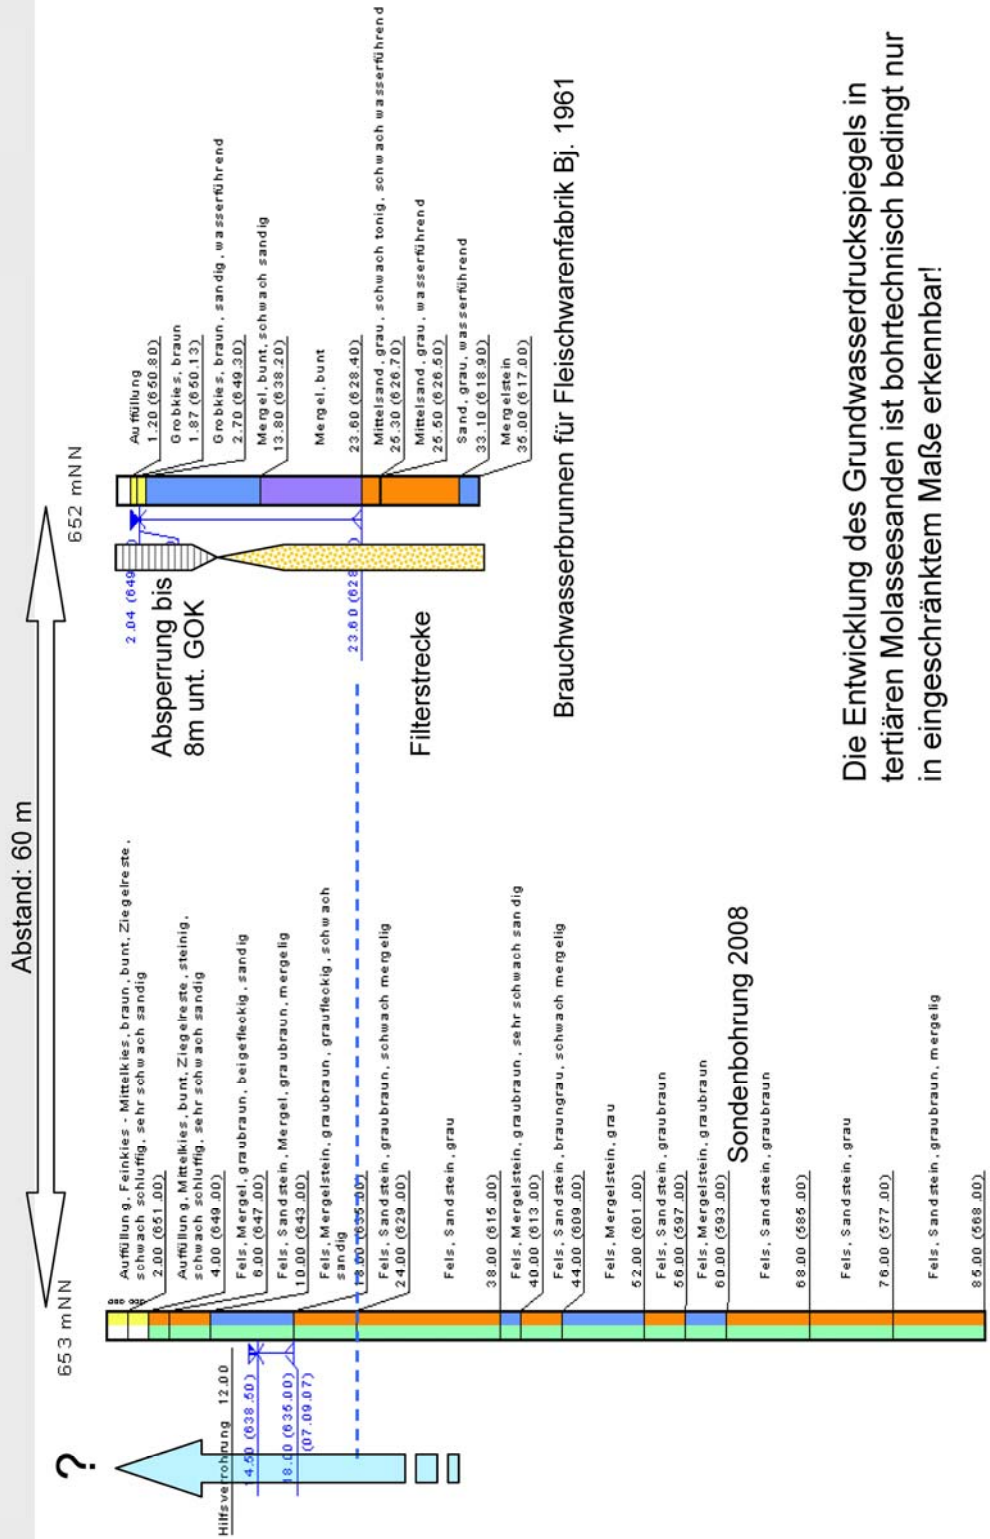 Abstand: 60 m
653 mNN
652 mNN
?
Auffüllung, Feinkies - Mittelkies, braun, bunt, Ziegelreste,
schwach schluffig, sehr schwach sandig
2.00 (651.00)
Auffüllung, Mittelkies, bunt, Ziegelreste, steinig,
schwach schluffig, sehr schwach sandig
4.00 (649.00)
Fels, Mergel, graubraun, beigefleckig, sandig
6.00 (647.00)
Fels, Sandstein, Mergel, graubraun, mergelig
10.00 (643.00)
Fels, Mergelstein, graubraun, graufleckig, schwach
sandig
18.00 (635.00)
Fels, Sandstein, graubraun, schwach mergelig
24.00 (629.00)
Fels, Sandstein, grau
38.00 (615.00)
Fels, Mergelstein, graubraun, sehr schwach sandig
40.00 (613.00)
Fels, Sandstein, braungrau, schwach mergelig
44.00 (609.00)
Fels, Mergelstein, grau
52.00 (601.00)
Fels, Sandstein, graubraun
56.00 (597.00)
Fels, Mergelstein, graubraun
60.00 (593.00)
Fels, Sandstein, graubraun
68.00 (585.00)
Fels, Sandstein, grau
76.00 (577.00)
Fels, Sandstein, graubraun, mergelig
85.00 (568.00)
Hilfsverrohrung 12.00
14.50 (638.50)
18.00 (635.00)
(07.09.07)
Sondenbohrung 2008
Auffüllung
1.20 (650.80)
Grobkies, braun
1.87 (650.13)
Grobkies, braun, sandig, wasserführend
2.70 (649.30)
Mergel, bunt, schwach sandig
13.80 (638.20)
Mergel, bunt
23.60 (628.40)
Mittelsand, grau, schwach tonig, schwach wasserführend
25.30 (626.70)
Mittelsand, grau, wasserführend
25.50 (626.50)
Sand, grau, wasserführend
33.10 (618.90)
Mergelstein
35.00 (617.00)
2.04 (649
23.60 (628
Absperrung bis
8m unt. GOK
Filterstrecke
Brauchwasserbrunnen für Fleischwarenfabrik Bj. 1961
Die Entwicklung des Grundwasserdruckspiegels in
tertiären Molassesanden ist bohrtechnisch bedingt nur
in eingeschränktem Maße erkennbar!